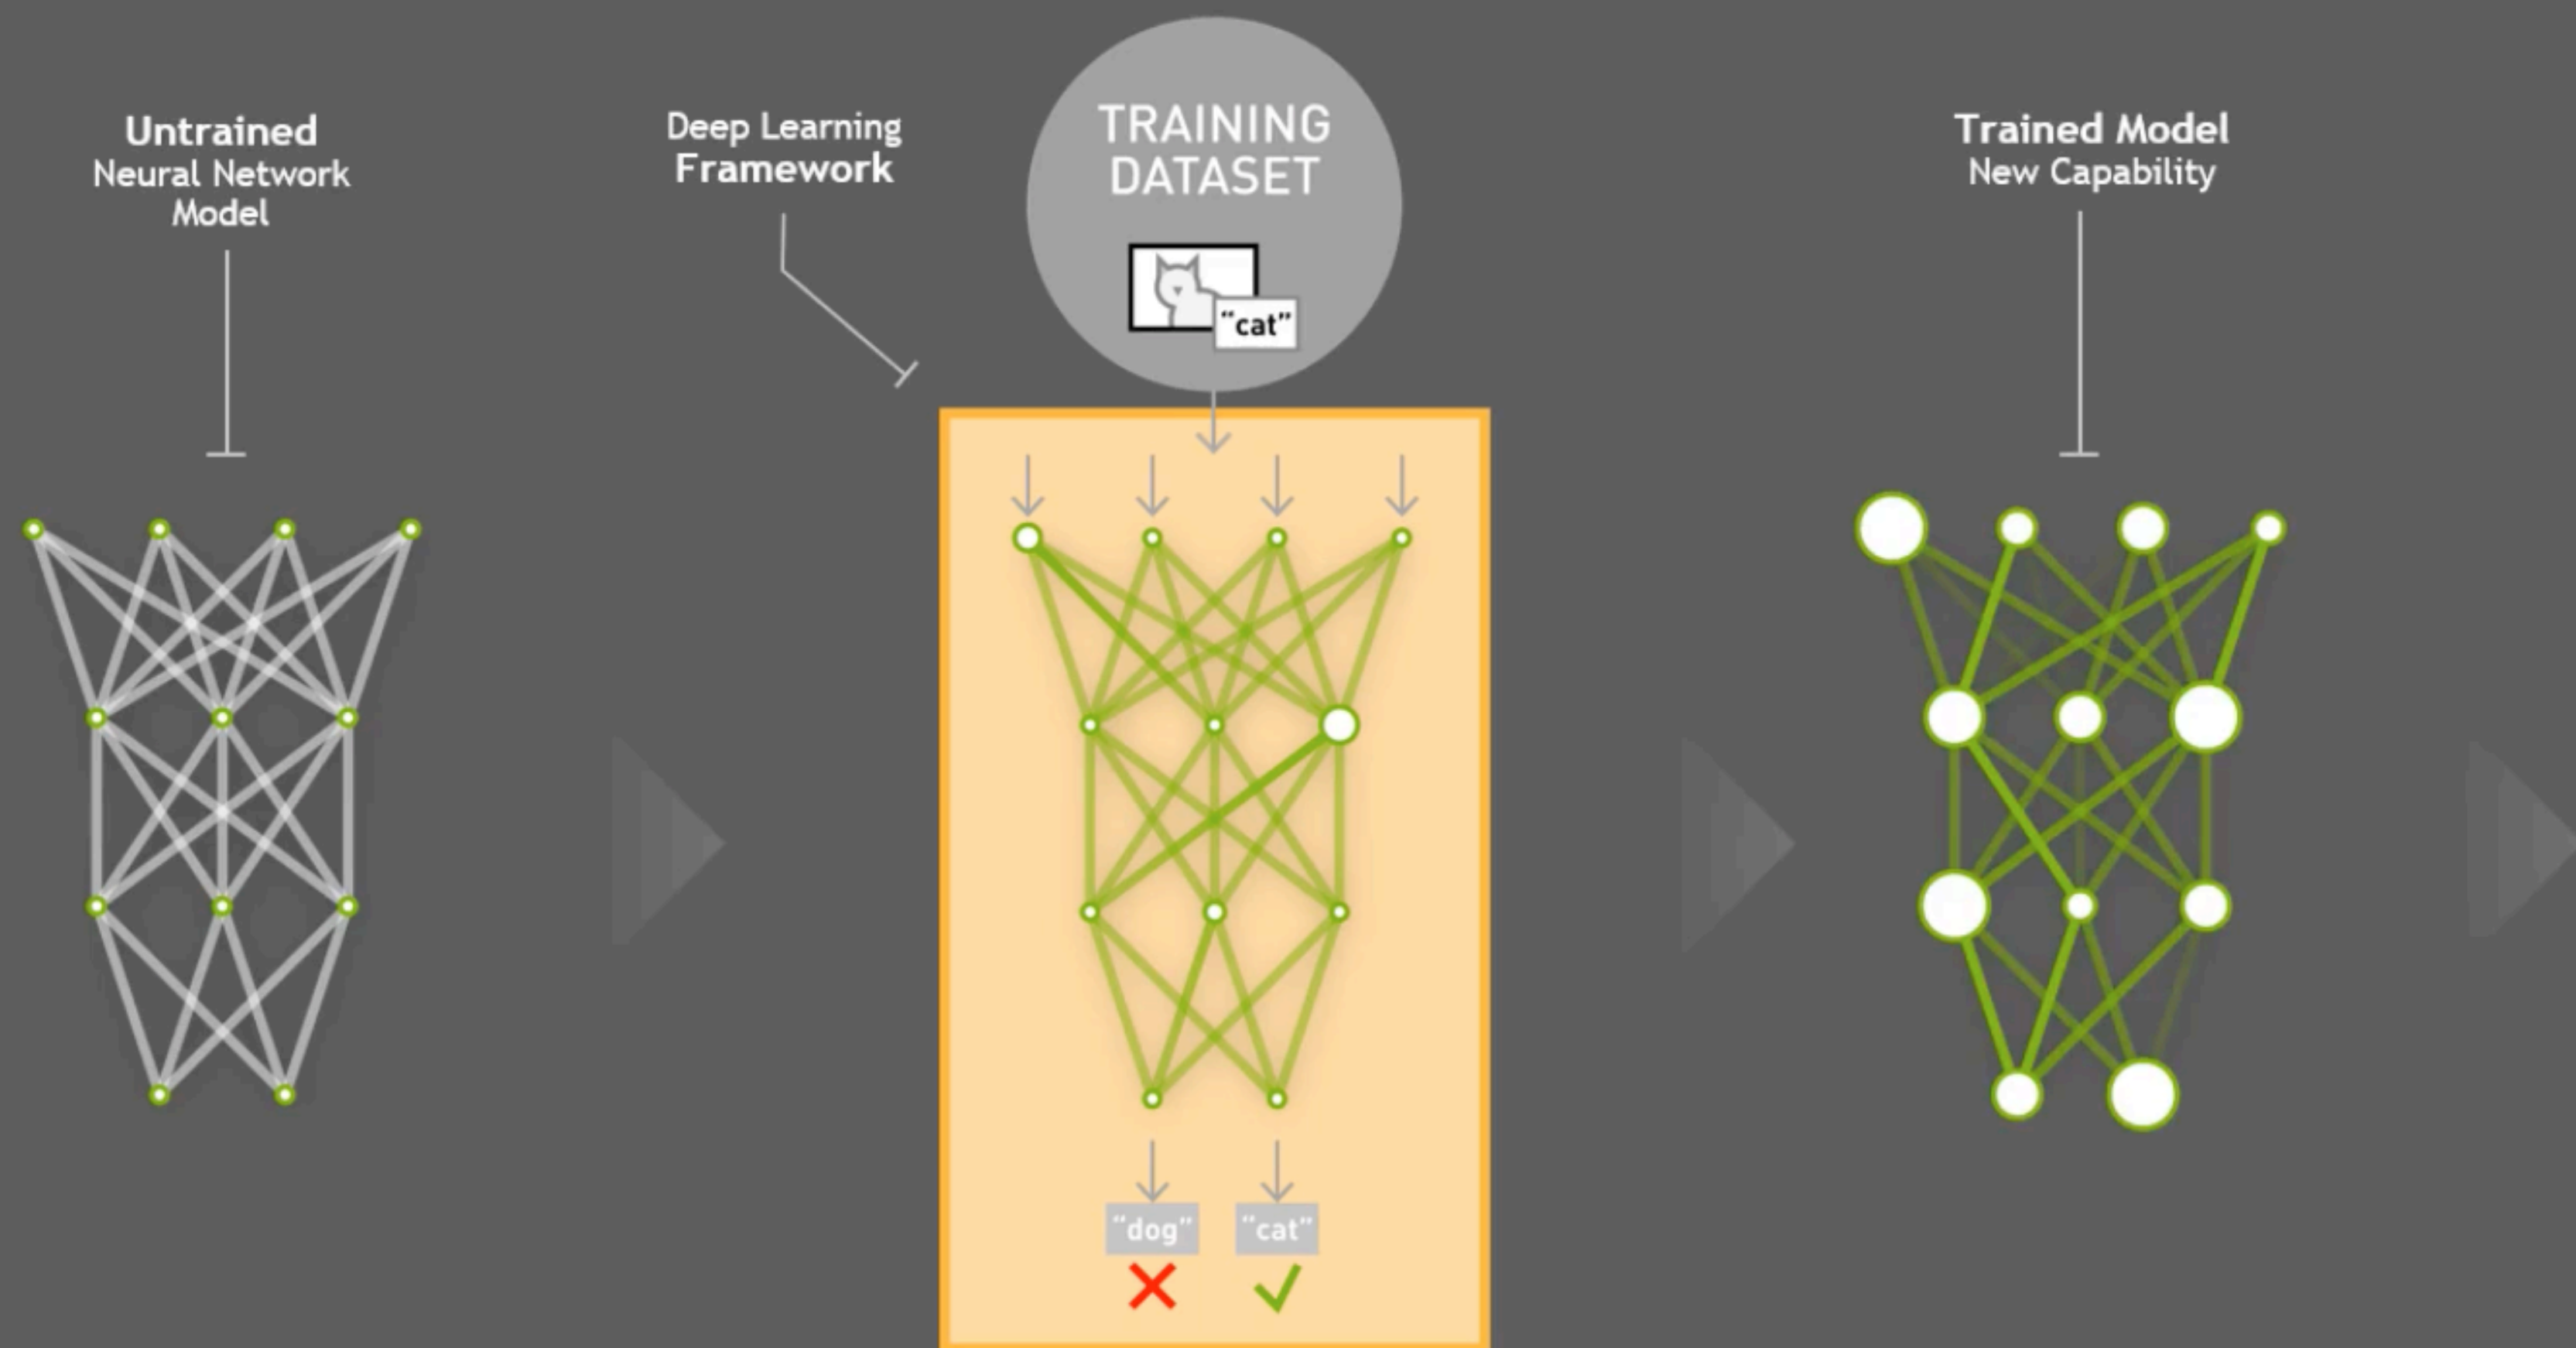 Untrained
Neural Network
Model
Deep Learning
Framework
TRAINING
DATASET
“cat”
Trained Model
New Capability
“dog”
“cat”